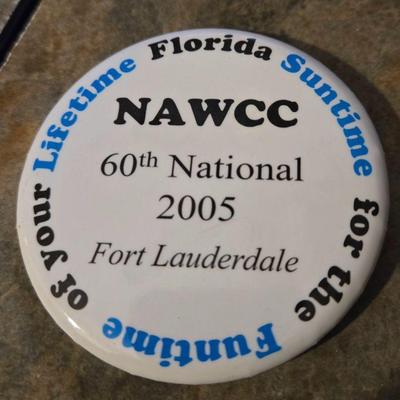 Florida Suntime for the Funtime of your Lifetime
NAWCC
60th National
2005
Fort Lauderdale